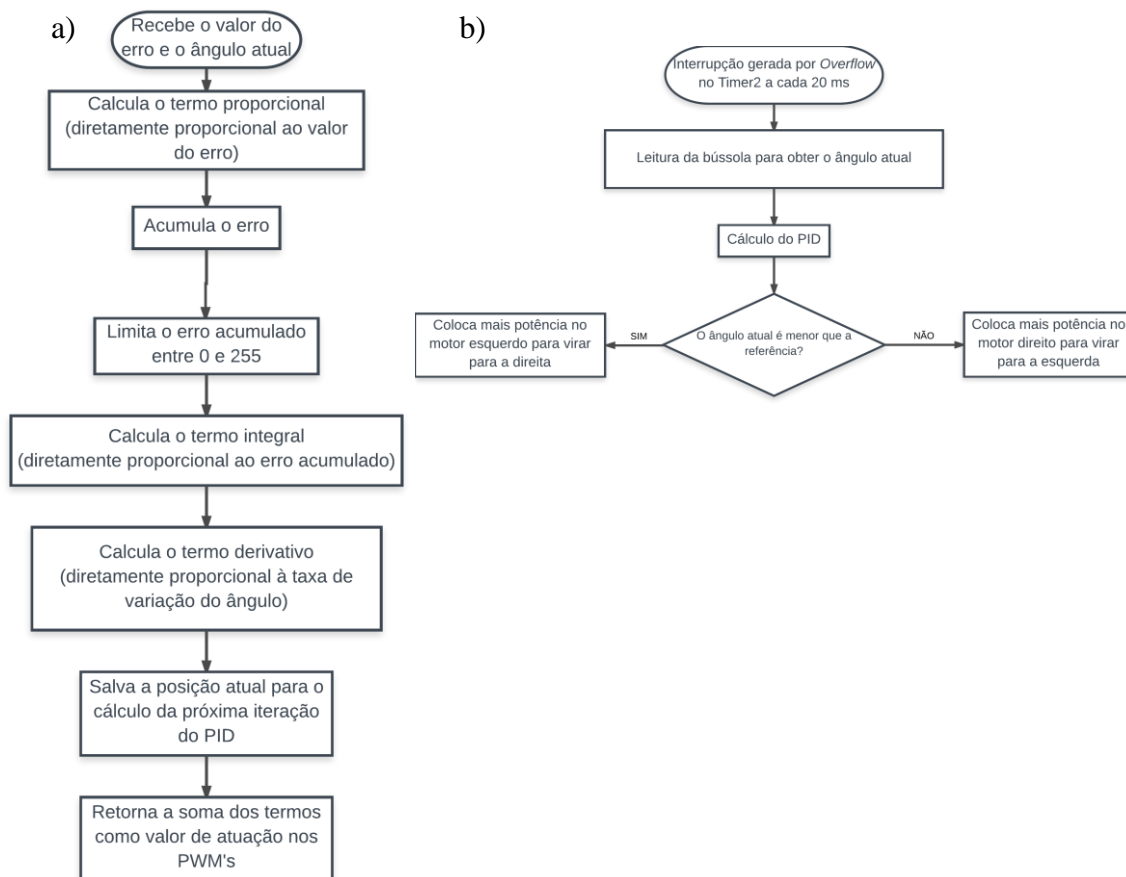 a)
Recebe o valor do
erro e o ângulo atual
Calcula o termo proporcional
(diretamente proporcional ao valor
do erro)
Acumula o erro
Limita o erro acumulado
entre 0 e 255
Calcula o termo integral
(diretamente proporcional ao erro acumulado)
Calcula o termo derivativo
(diretamente proporcional à taxa de
variação do ângulo)
Salva a posição atual para o
cálculo da próxima iteração
do PID
Retorna a soma dos termos
como valor de atuação nos
PWM's
b)
Interrupção gerada por Overflow
no Timer2 a cada 20 ms
Leitura da bússola para obter o ângulo atual
Cálculo do PID
O ângulo atual é menor que a
referência?
SIM
Coloca mais potência no
motor esquerdo para virar
para a direita
NÃO
Coloca mais potência no
motor direito para virar
para a esquerda